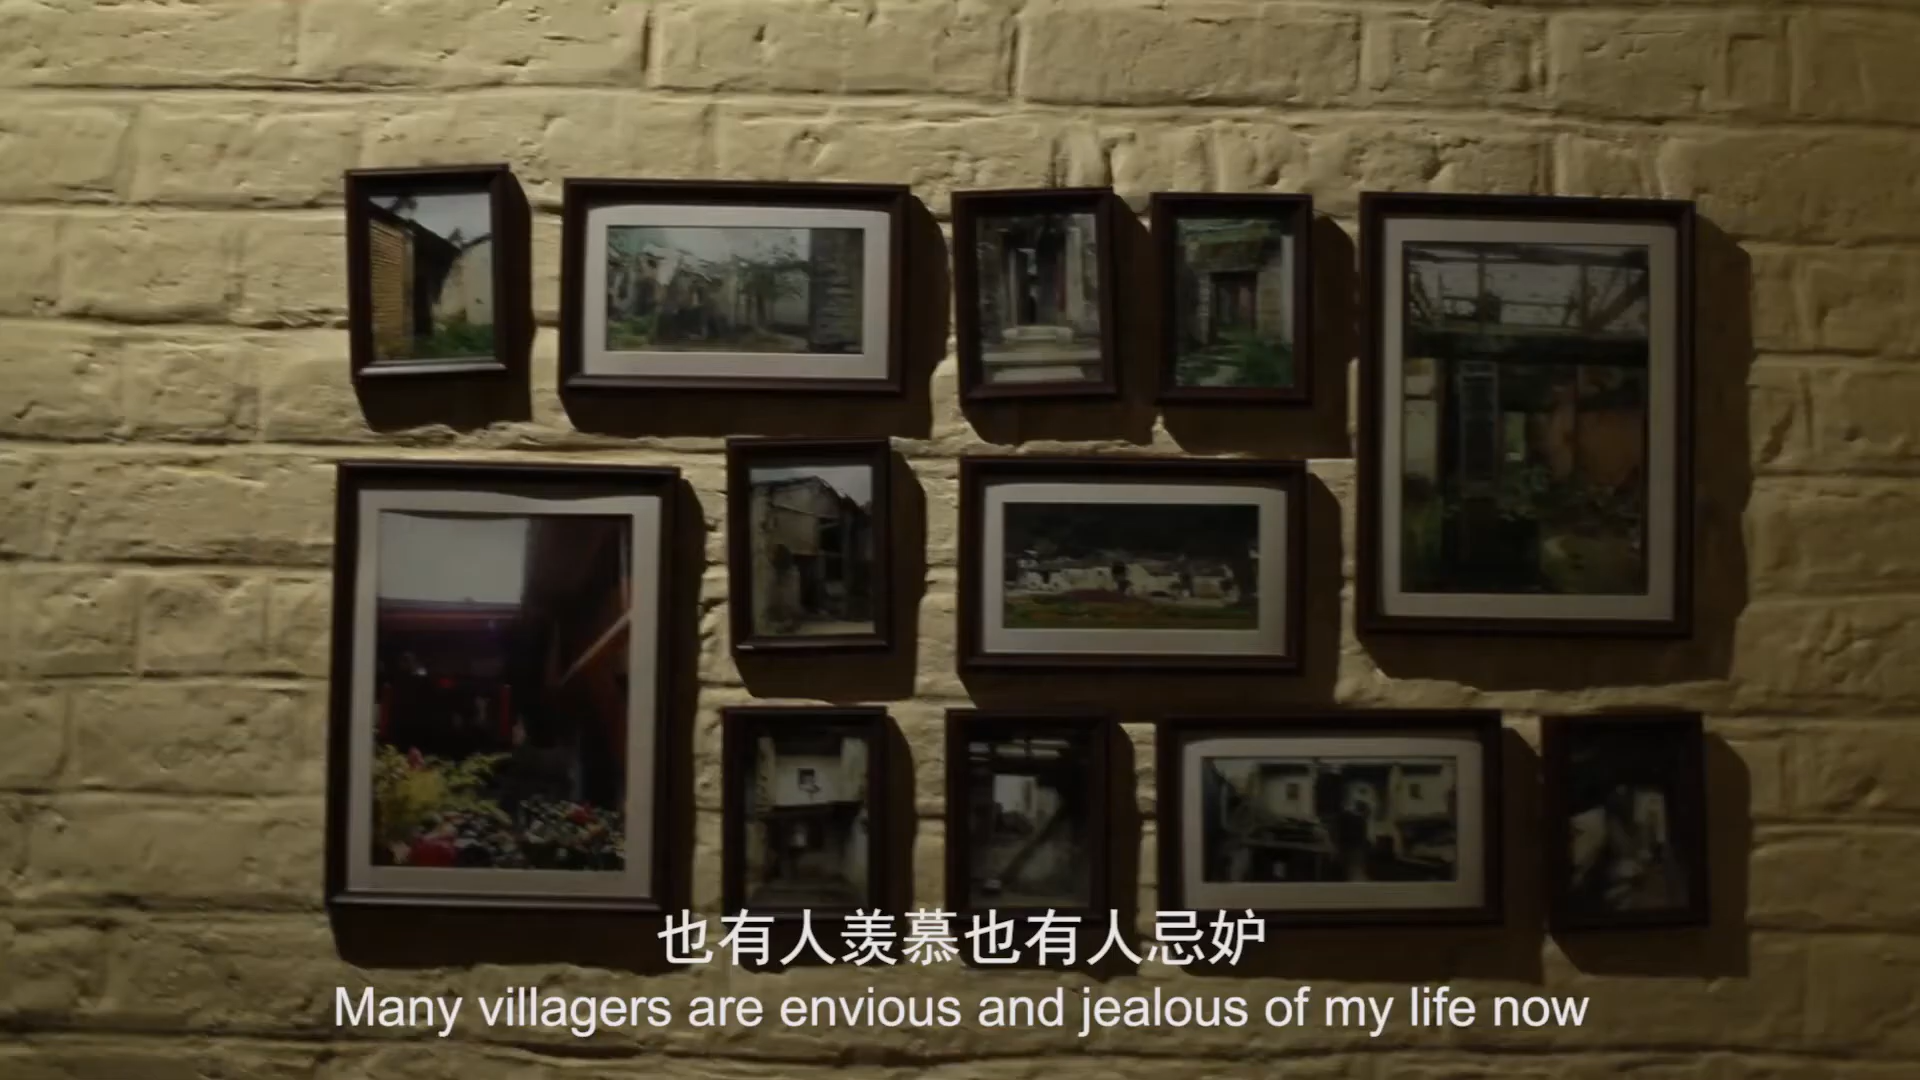 也有人羡慕也有人忌妒
Many villagers are envious and jealous of my life now